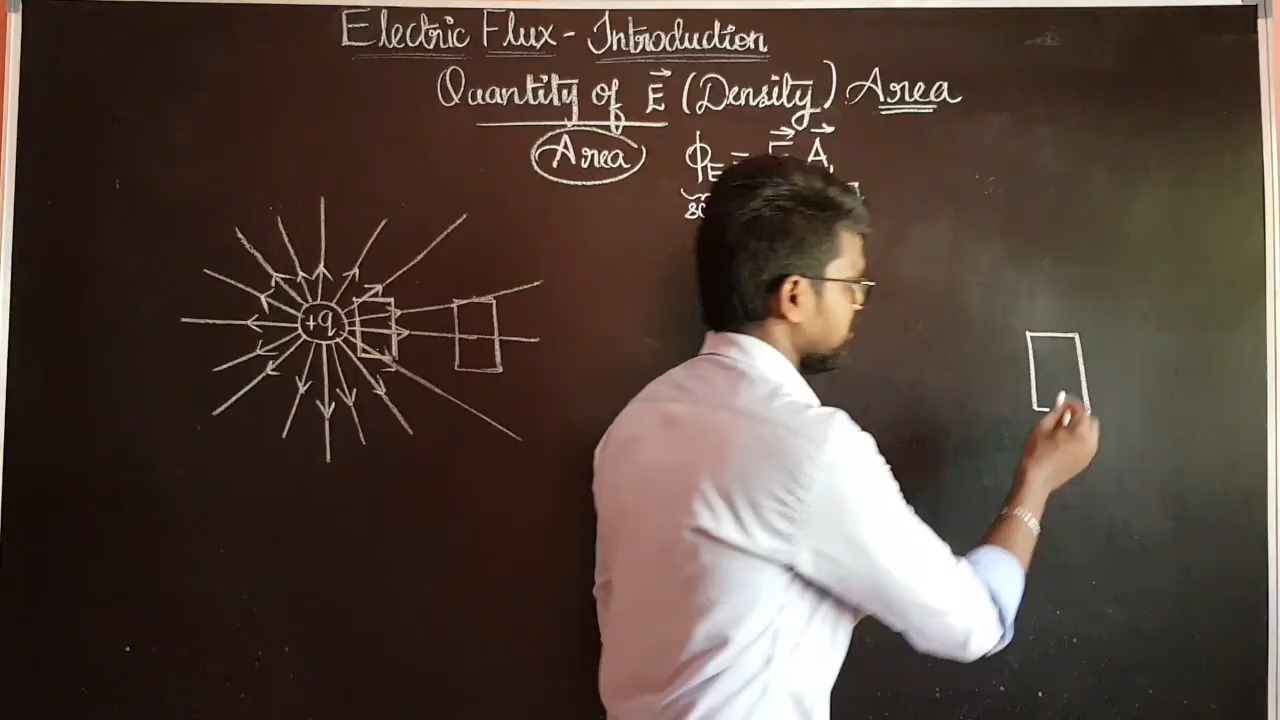 Electric Flux - Introduction
Quantity of E⃗ (Density) Area
Area ϕE = E⃗ A⃗
+q